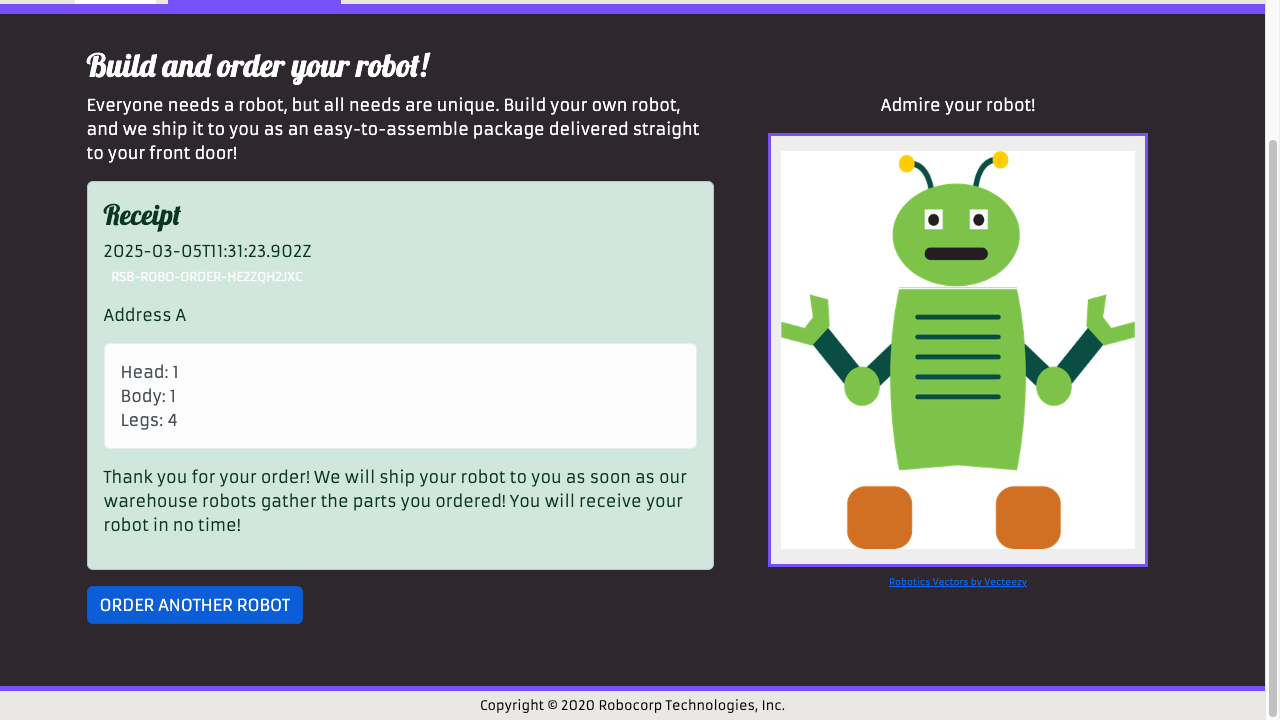 Build and order your robot!
Everyone needs a robot, but all needs are unique. Build your own robot,
and we ship it to you as an easy-to-assemble package delivered straight
to your front door!
Receipt
2025-03-05T11:31:23.902Z
RSB-ROBO-ORDER-HE2ZQH2JXC
Address A
Head: 1
Body: 1
Legs: 4
Thank you for your order! We will ship your robot to you as soon as our
warehouse robots gather the parts you ordered! You will receive your
robot in no time!
ORDER ANOTHER ROBOT
Admire your robot!
Robotics Vectors by Vecteezy
Copyright © 2020 Robocorp Technologies, Inc.